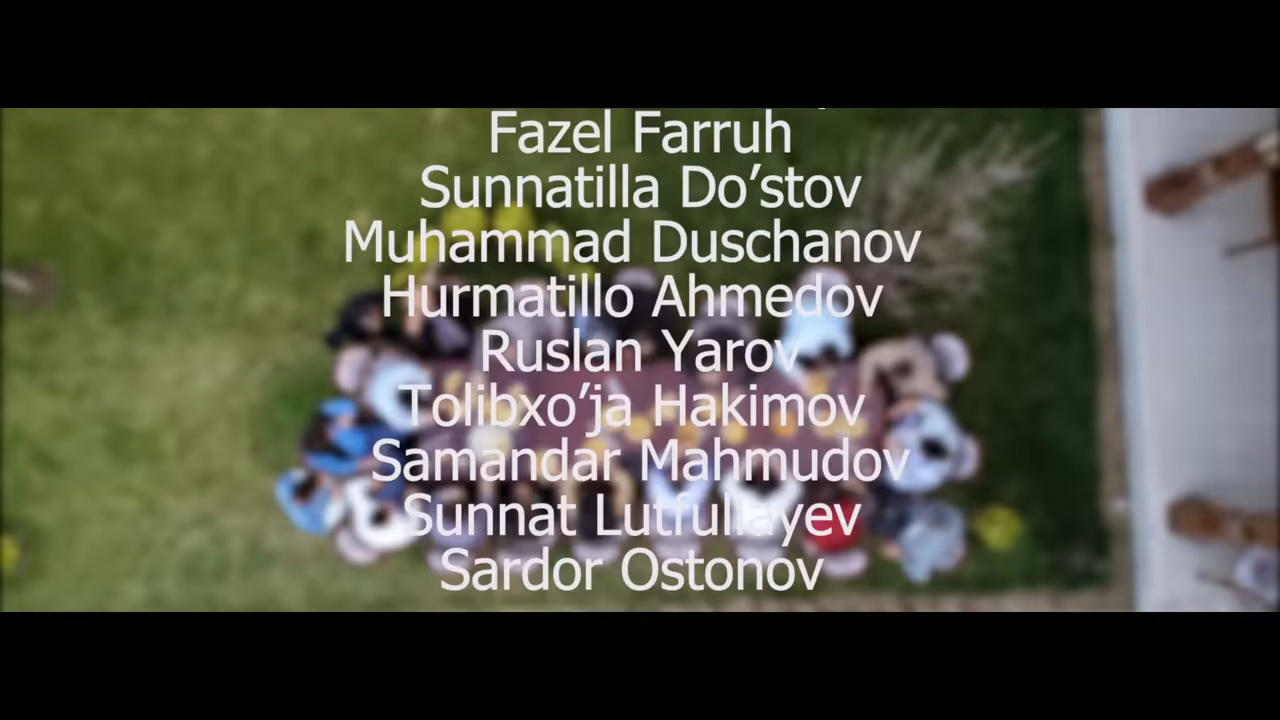 Fazel Farruh
Sunnatilla Do’stov
Muhammad Duschanov
Hurmatillo Ahmedov
Ruslan Yarov
Tolibxo’ja Hakimov
Samandar Mahmudov
Sunnat Lutfullayev
Sardor Ostonov